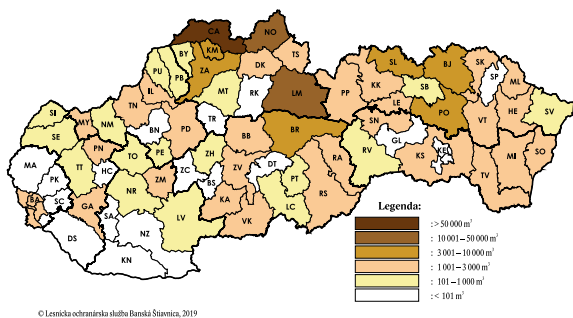 CA NO
BY KM TS
PU PB ZA DK SL BJ SK SP
IL MT RK LM PP KK SB ML
TN LE PO VT HE SV
SI MY NM BN PD TR BB BR SN
SE PN TO PE ZH RA RV GL KS KE MI SO
MA TT HC ZC BS ZV DT PT TV
PK NR ZM KA RS
BA SC GA SA LV VK LC
DS NZ
KN
Legenda:
: > 50 000 m³
: 10 001 – 50 000 m³
: 3 001 – 10 000 m³
: 1 001 – 3 000 m³
: 101 – 1 000 m³
: < 101 m³
© Lesnícka ochranárska služba Banská Štiavnica, 2019